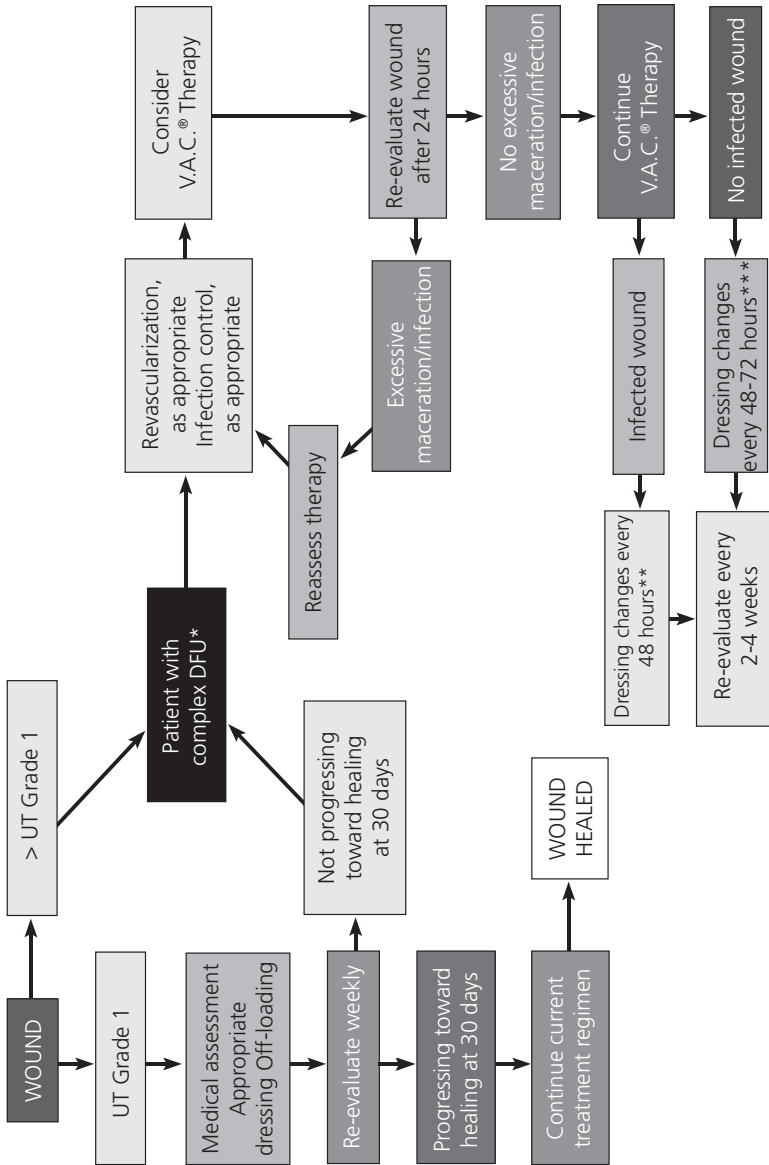 WOUND
> UT Grade 1
UT Grade 1
Medical assessment
Appropriate
dressing Off-loading
Re-evaluate weekly
Not progressing
toward healing
at 30 days
Progressing toward
healing at 30 days
Continue current
treatment regimen
WOUND
HEALED
Patient with
complex DFU*
Revascularization,
as appropriate
Infection control,
as appropriate
Consider
V.A.C.® Therapy
Re-evaluate wound
after 24 hours
Excessive
maceration/infection
Reassess therapy
No excessive
maceration/infection
Continue
V.A.C.® Therapy
Infected wound
Dressing changes every
48 hours**
No infected wound
Dressing changes
every 48-72 hours***
Re-evaluate every
2-4 weeks